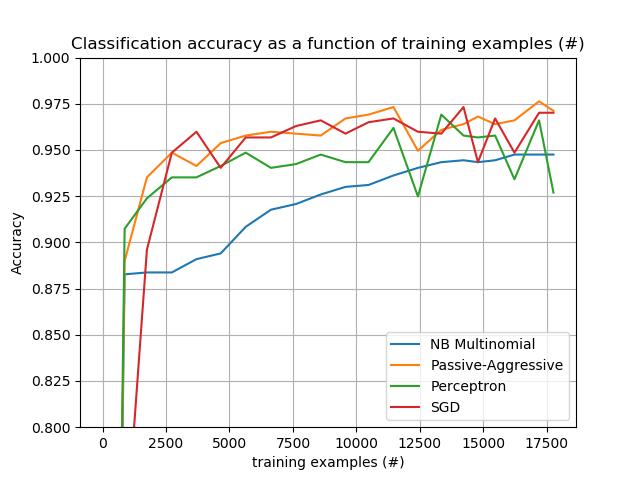 Classification accuracy as a function of training examples (#)
1.000
0.975
0.950
0.925
0.900
0.875
0.850
0.825
0.800
Accuracy
NB Multinomial
Passive-Aggressive
Perceptron
SGD
0 2500 5000 7500 10000 12500 15000 17500
training examples (#)